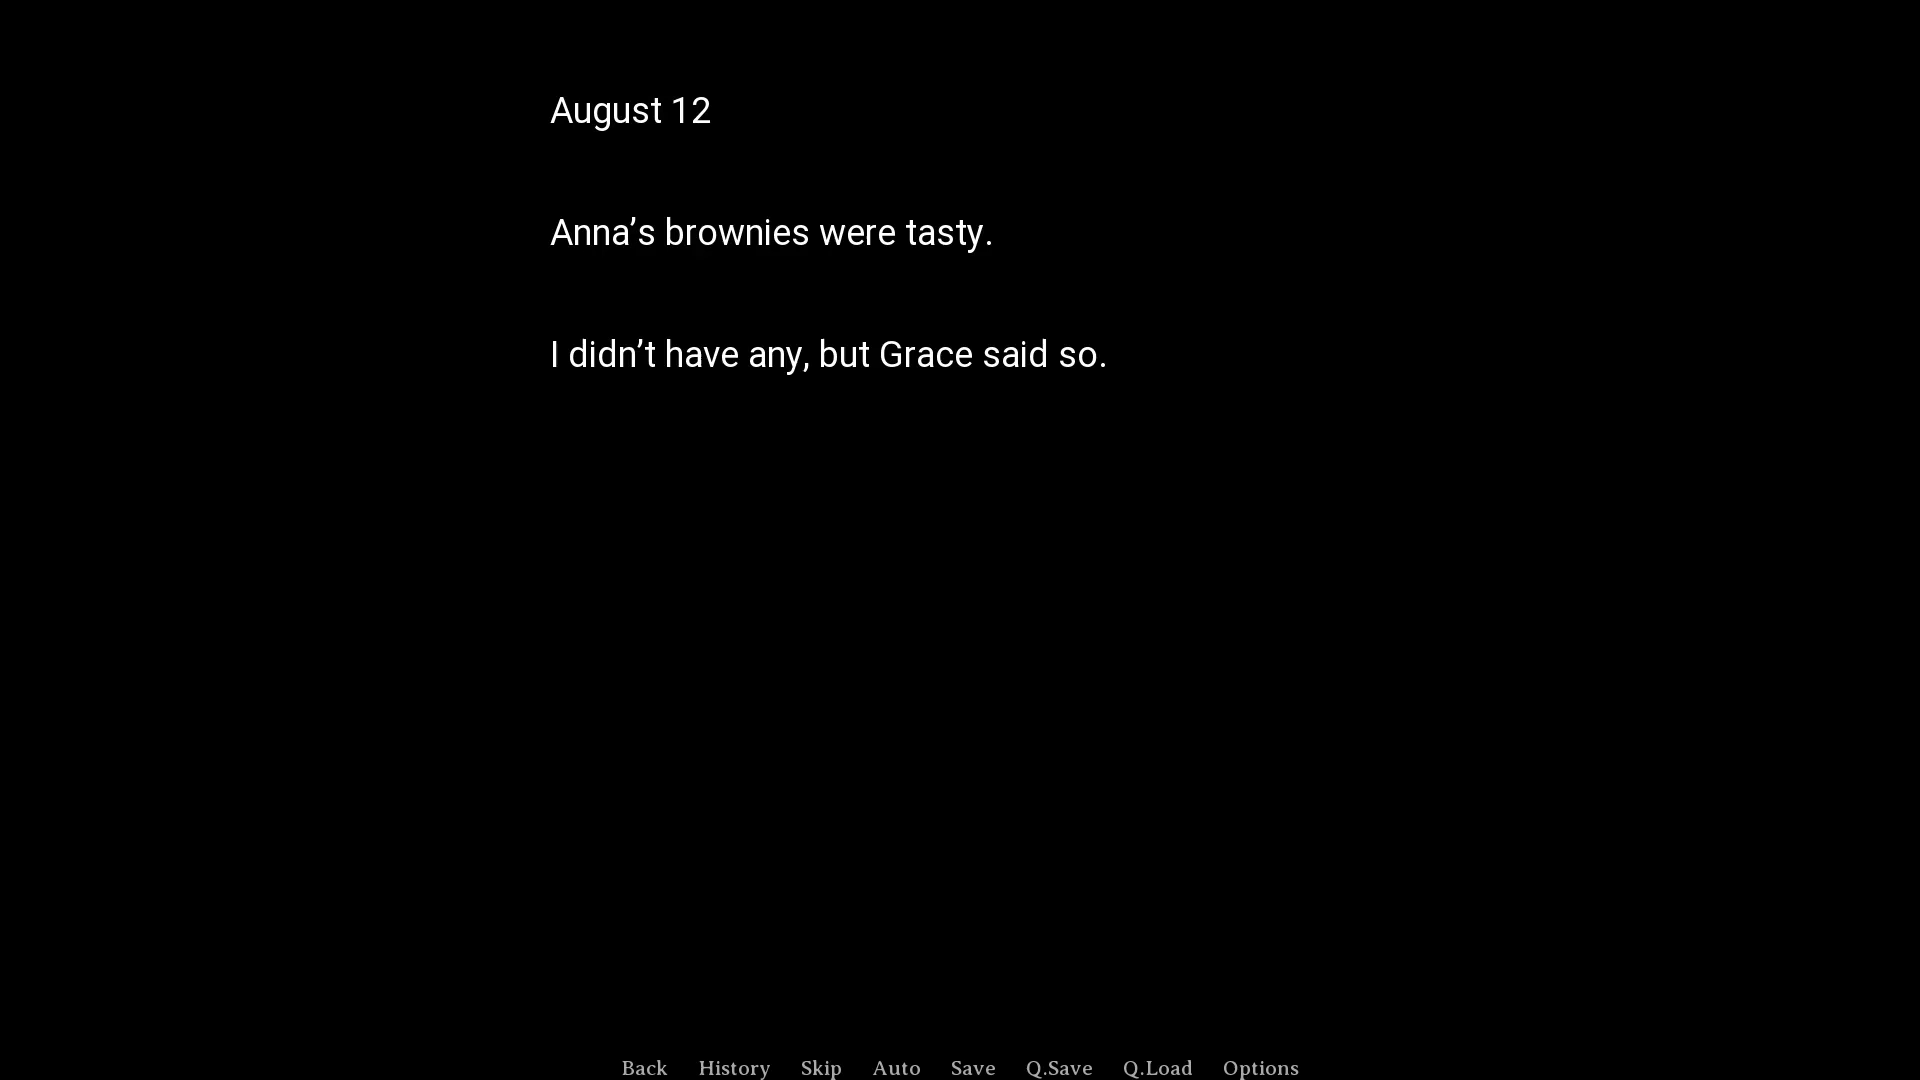 August 12
Anna’s brownies were tasty.
I didn’t have any, but Grace said so.
Back History Skip Auto Save Q.Save Q.Load Options